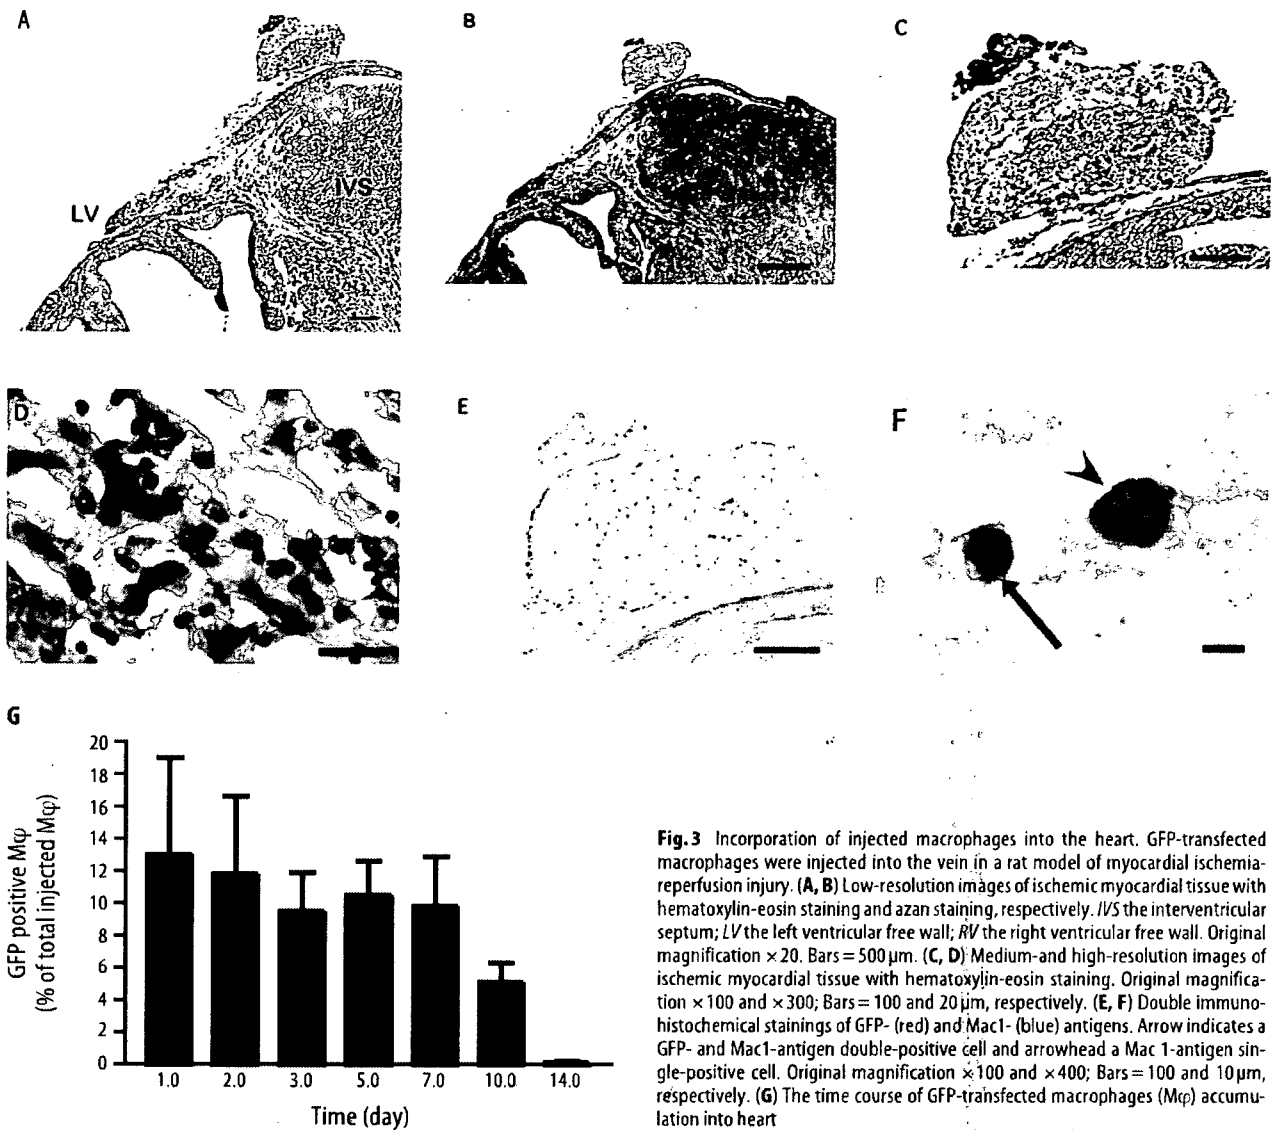 A
B
C
IVS
LV
D
E
F
G
GFP positive Mφ
(% of total injected Mφ)
20
18
16
14
12
10
8
6
4
2
0
1.0 2.0 3.0 5.0 7.0 10.0 14.0
Time (day)
Fig. 3 Incorporation of injected macrophages into the heart. GFP-transfected
macrophages were injected into the vein in a rat model of myocardial ischemia-
reperfusion injury. (A, B) Low-resolution images of ischemic myocardial tissue with
hematoxylin-eosin staining and azan staining, respectively. IVS the interventricular
septum; LV the left ventricular free wall; RV the right ventricular free wall. Original
magnification ×20. Bars = 500 µm. (C, D) Medium-and high-resolution images of
ischemic myocardial tissue with hematoxylin-eosin staining. Original magnifica-
tion ×100 and ×300; Bars = 100 and 20 µm, respectively. (E, F) Double immuno-
histochemical stainings of GFP- (red) and Mac1- (blue) antigens. Arrow indicates a
GFP- and Mac1-antigen double-positive cell and arrowhead a Mac 1-antigen sin-
gle-positive cell. Original magnification ×100 and ×400; Bars = 100 and 10 µm,
respectively. (G) The time course of GFP-transfected macrophages (Mφ) accumu-
lation into heart